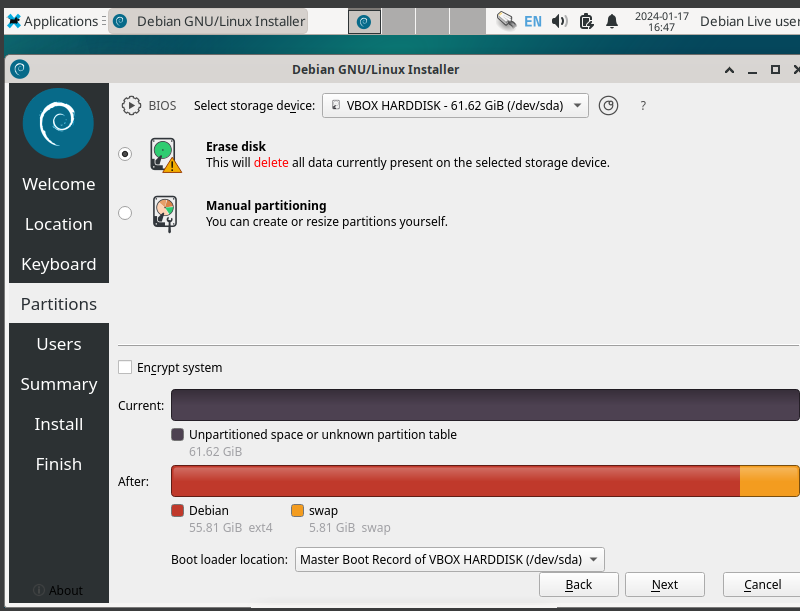 Applications Debian GNU/Linux Installer EN 2024-01-17 Debian Live user
16:47
Debian GNU/Linux Installer
BIOS Select storage device: VBOX HARDDISK - 61.62 GiB (/dev/sda) ?
Erase disk
This will delete all data currently present on the selected storage device.
Manual partitioning
You can create or resize partitions yourself.
Welcome
Location
Keyboard
Partitions
Users
Summary
Install
Finish
About
Encrypt system
Current:
Unpartitioned space or unknown partition table
61.62 GiB
After:
Debian swap
55.81 GiB ext4 5.81 GiB swap
Boot loader location: Master Boot Record of VBOX HARDDISK (/dev/sda)
Back Next Cancel